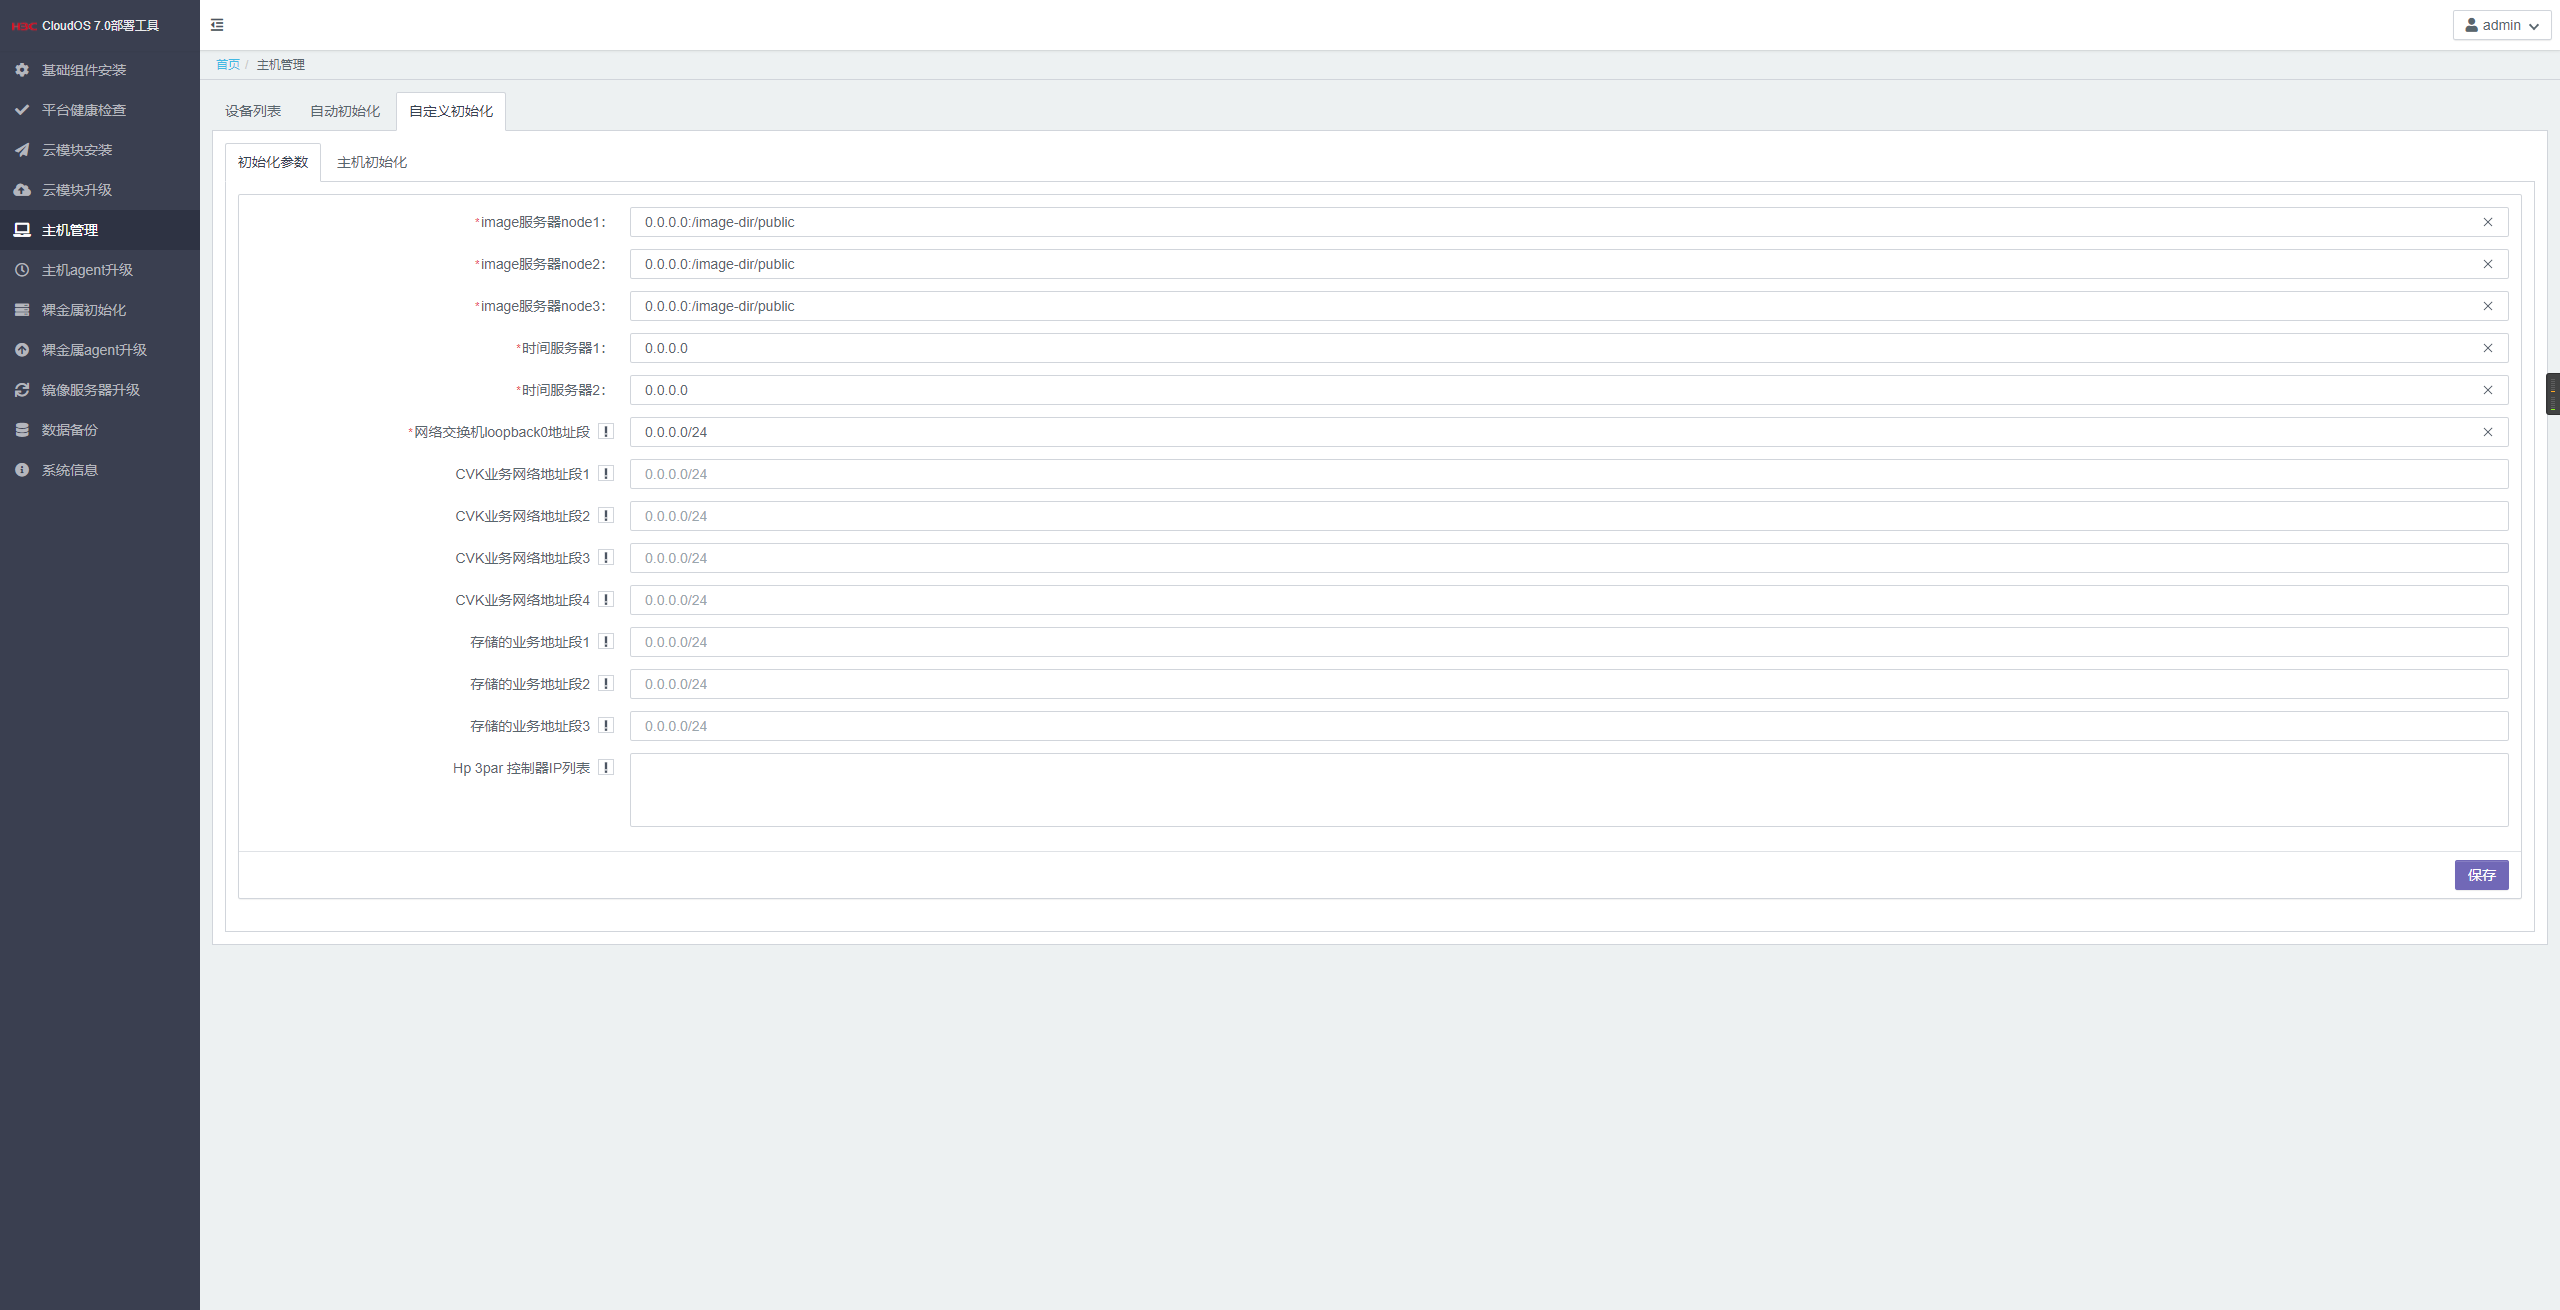 H3C CloudOS 7.0部署工具
admin
基础组件安装
平台健康检查
云模块安装
云模块升级
主机管理
主机agent升级
裸金属初始化
裸金属agent升级
镜像服务器升级
数据备份
系统信息
首页 / 主机管理
设备列表 自动初始化 自定义初始化
初始化参数 主机初始化
*image服务器node1: 0.0.0.0:/image-dir/public
*image服务器node2: 0.0.0.0:/image-dir/public
*image服务器node3: 0.0.0.0:/image-dir/public
*时间服务器1: 0.0.0.0
*时间服务器2: 0.0.0.0
*网络交换机loopback0地址段 ! 0.0.0.0/24
CVK业务网络地址段1 ! 0.0.0.0/24
CVK业务网络地址段2 ! 0.0.0.0/24
CVK业务网络地址段3 ! 0.0.0.0/24
CVK业务网络地址段4 ! 0.0.0.0/24
存储的业务地址段1 ! 0.0.0.0/24
存储的业务地址段2 ! 0.0.0.0/24
存储的业务地址段3 ! 0.0.0.0/24
Hp 3par 控制器IP列表 !
保存